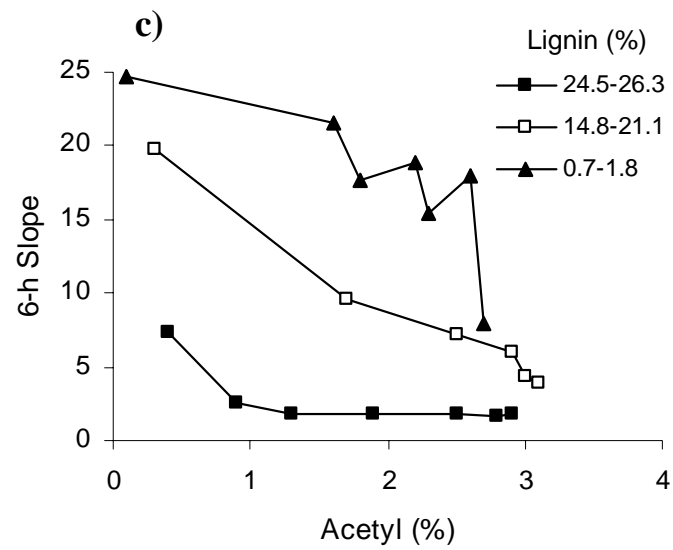 c)
Lignin (%)
24.5-26.3
14.8-21.1
0.7-1.8
25
20
15
10
5
0
6-h Slope
0 1 2 3 4
Acetyl (%)